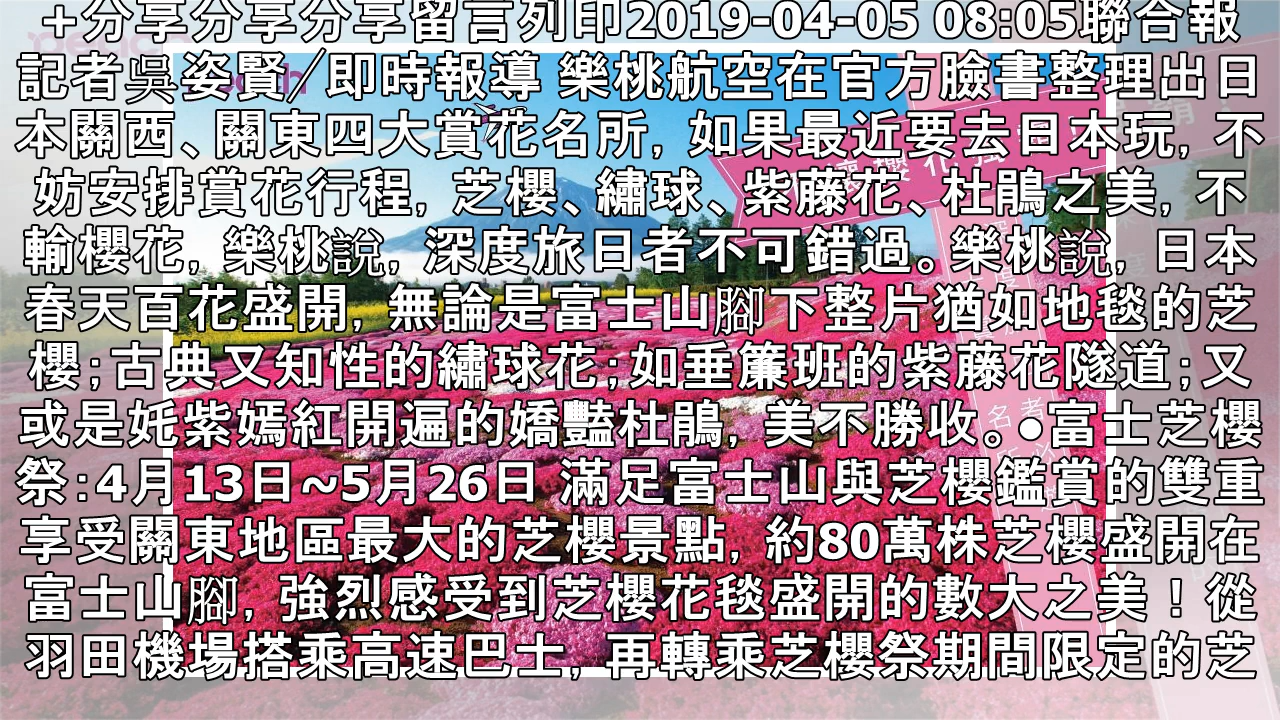 +分享分享分享留言列印2019-04-05 08:05聯合報
記者吳姿賢╱即時報導 樂桃航空在官方臉書整理出日
本關西、關東四大賞花名所, 如果最近要去日本玩, 不
妨安排賞花行程, 芝櫻、繡球、紫藤花、杜鵑之美, 不
輸櫻花, 樂桃說, 深度旅日者不可錯過。樂桃說, 日本
春天百花盛開, 無論是富士山腳下整片猶如地毯的芝
櫻;古典又知性的繡球花;如垂簾班的紫藤花隧道;又
或是奼紫嫣紅開遍的嬌豔杜鵑, 美不勝收。●富士芝櫻
祭:4月13日~5月26日 滿足富士山與芝櫻鑑賞的雙重
享受關東地區最大的芝櫻景點, 約80萬株芝櫻盛開在
富士山腳, 強烈感受到芝櫻花毯盛開的數大之美！從
羽田機場搭乘高速巴士, 再轉乘芝櫻祭期間限定的芝